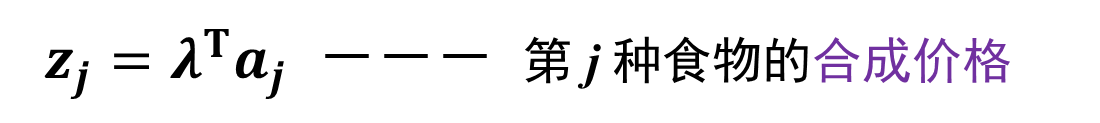 z_j = λ^T a_j — — — 第 j 种食物的合成价格